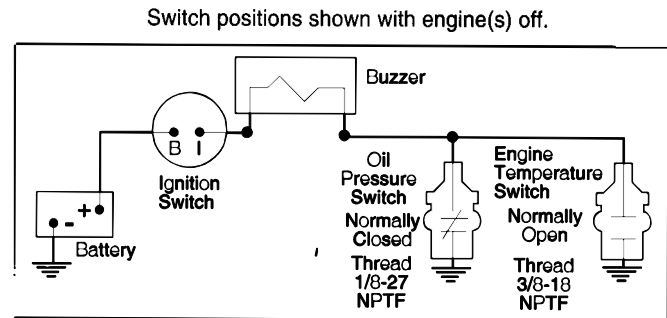 Switch positions shown with engine(s) off.
Buzzer
B I
Ignition
Switch
+
-
Battery
Oil
Pressure
Switch
Normally
Closed
Thread
1/8-27
NPTF
Engine
Temperature
Switch
Normally
Open
Thread
3/8-18
NPTF